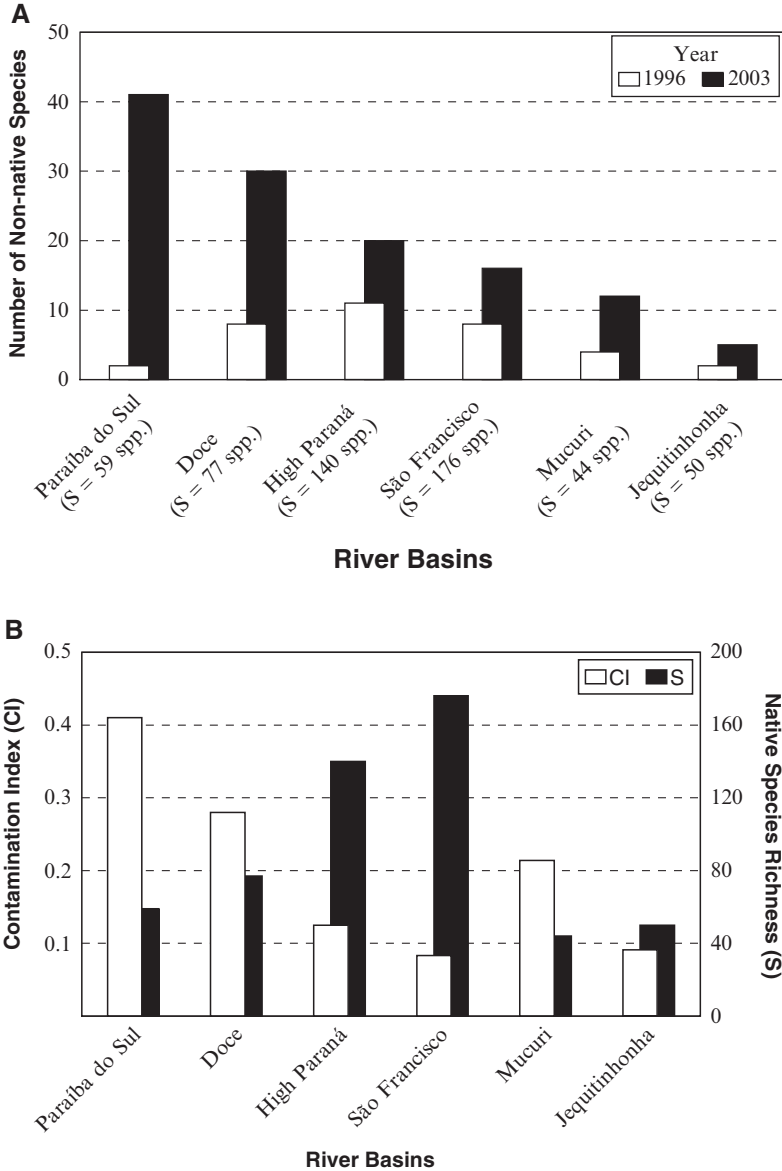 A
Number of Non-native Species
50
40
30
20
10
0
Year
1996 2003
Paraíba do Sul
(S = 59 spp.)
Doce
(S = 77 spp.)
High Paraná
(S = 140 spp.)
São Francisco
(S = 176 spp.)
Mucuri
(S = 44 spp.)
Jequitinhonha
(S = 50 spp.)
River Basins
B
Contamination Index (CI)
0.5
0.4
0.3
0.2
0.1
CI S
200
160
120
80
40
0
Native Species Richness (S)
Paraíba do Sul
Doce
High Paraná
São Francisco
Mucuri
Jequitinhonha
River Basins